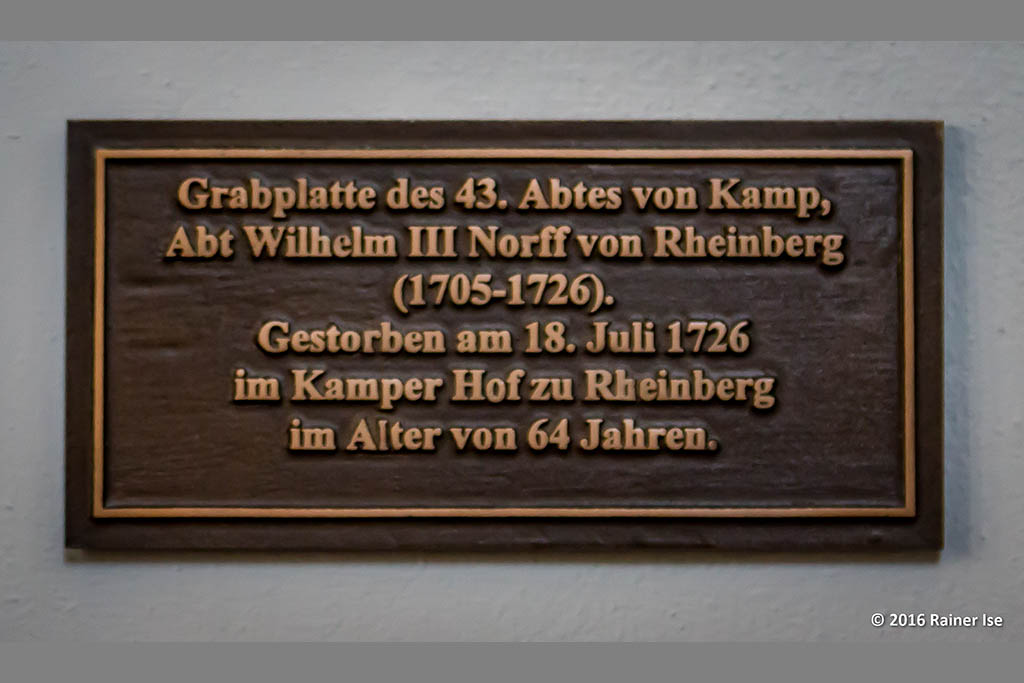 Grabplatte des 43. Abtes von Kamp,
Abt Wilhelm III Norff von Rheinberg
(1705-1726).
Gestorben am 18. Juli 1726
im Kamper Hof zu Rheinberg
im Alter von 64 Jahren.
© 2016 Rainer Ise